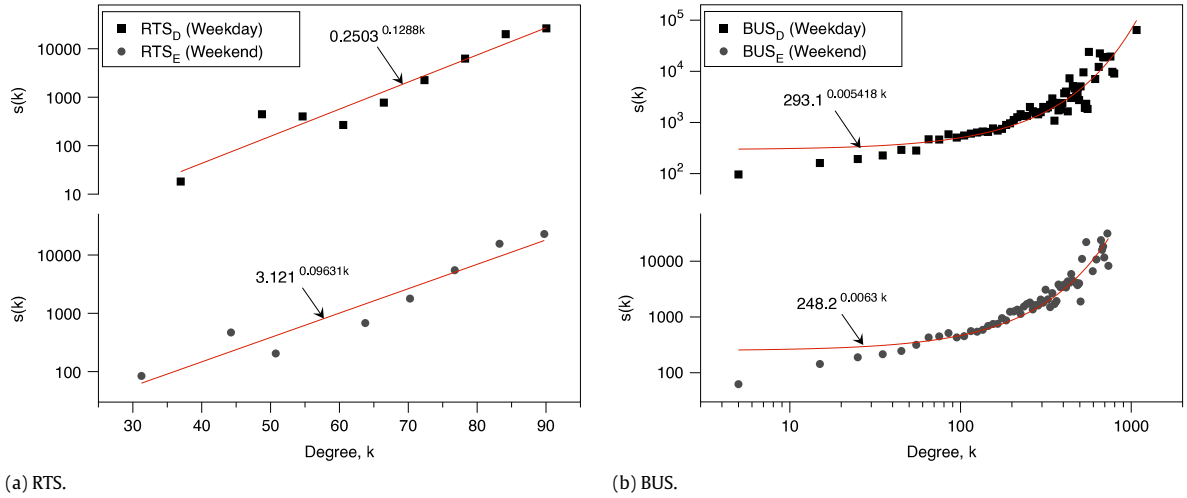 RTS_D (Weekday)
RTS_E (Weekend)
0.2503 0.1288k
3.121 0.09631k
s(k)
10000
1000
100
10
s(k)
10000
1000
100
30 40 50 60 70 80 90
Degree, k
(a) RTS.
BUS_D (Weekday)
BUS_E (Weekend)
293.1 0.005418 k
248.2 0.0063 k
s(k)
10^5
10^4
10^3
10^2
s(k)
10000
1000
100
10 100 1000
Degree, k
(b) BUS.